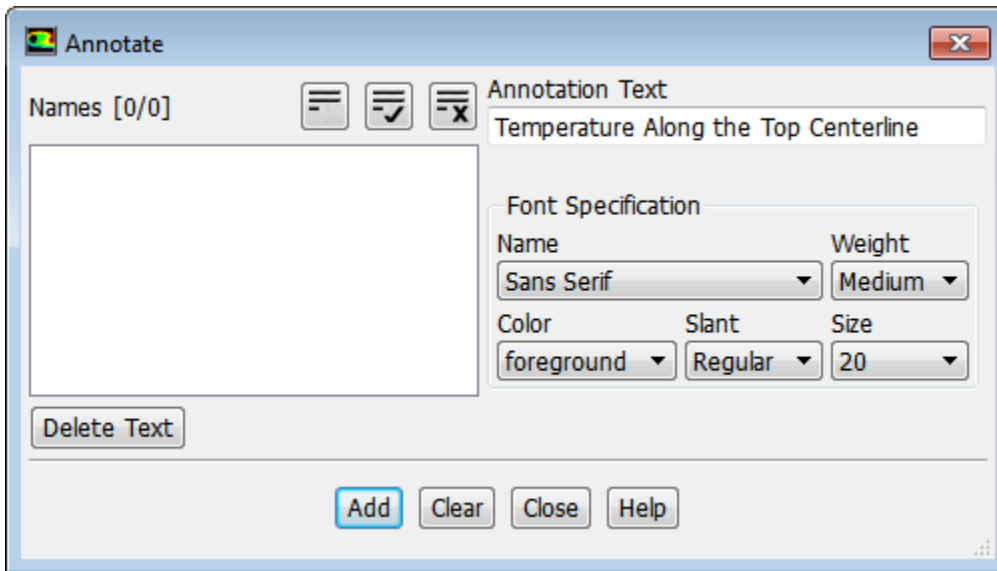 Annotate
Names [0/0]
Annotation Text
Temperature Along the Top Centerline
Font Specification
Name Weight
Sans Serif Medium
Color Slant Size
foreground Regular 20
Delete Text
Add Clear Close Help